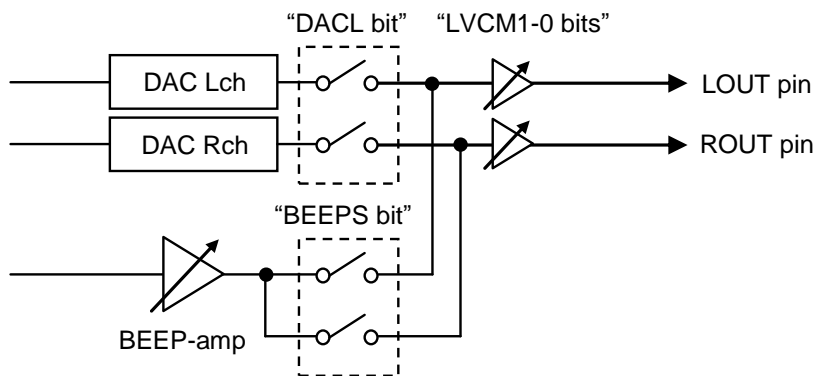 “DACL bit” “LVCM1-0 bits”
DAC Lch
LOUT pin
DAC Rch
ROUT pin
“BEEPS bit”
BEEP-amp